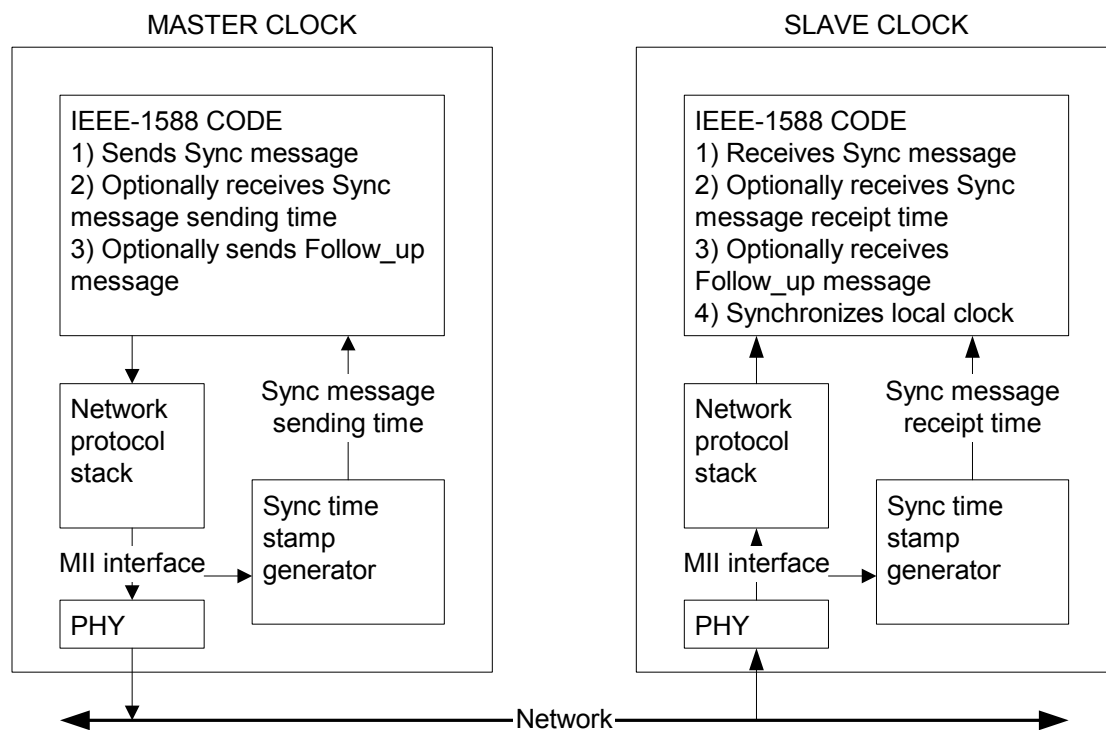 MASTER CLOCK
IEEE-1588 CODE
1) Sends Sync message
2) Optionally receives Sync
message sending time
3) Optionally sends Follow_up
message
Network
protocol
stack
Sync message
sending time
Sync time
stamp
generator
MII interface
PHY
SLAVE CLOCK
IEEE-1588 CODE
1) Receives Sync message
2) Optionally receives Sync
message receipt time
3) Optionally receives
Follow_up message
4) Synchronizes local clock
Network
protocol
stack
Sync message
receipt time
Sync time
stamp
generator
MII interface
PHY
Network